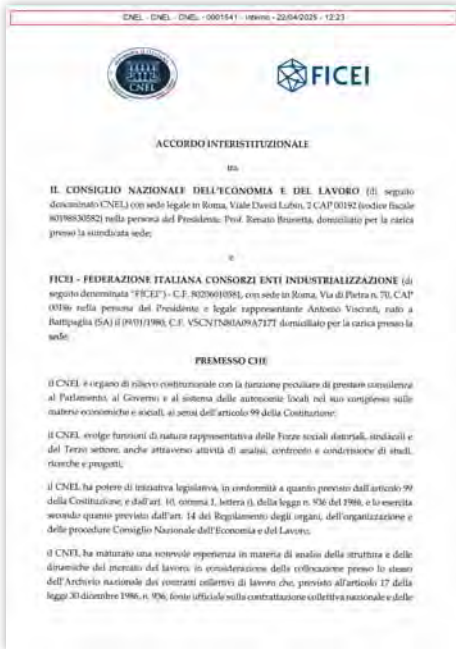 CNEL - CNEL - CNEL - 0001541 - Interno - 22/04/2025 - 12:23
CNEL
FICEI
ACCORDO INTERISTITUZIONALE
tra
IL CONSIGLIO NAZIONALE DELL'ECONOMIA E DEL LAVORO (di seguito
denominato CNEL) con sede legale in Roma, Viale David Lubin, 2 CAP 00192 (codice fiscale
80198830582) nella persona del Presidente, Prof. Renato Brunetta, domiciliato per la carica
presso la suindicata sede;
e
FICEI - FEDERAZIONE ITALIANA CONSORZI ENTI INDUSTRIALIZZAZIONE (di
seguito denominata "FICEI") - C.F. 80206010581, con sede in Roma, Via di Pietra n. 70, CAP
00186 nella persona del Presidente e legale rappresentante Antonio Visconti, nato a
Battipaglia (SA) il 09/01/1980, C.F. VSCNTN80A09A717T domiciliato per la carica presso la
sede;
PREMESSO CHE
il CNEL è organo di rilievo costituzionale con la funzione peculiare di prestare consulenza
al Parlamento, al Governo e al sistema delle autonomie locali nel suo complesso sulle
materie economiche e sociali, ai sensi dell'articolo 99 della Costituzione;
il CNEL svolge funzioni di natura rappresentativa delle Forze sociali datoriali, sindacali e
del Terzo settore, anche attraverso attività di analisi, confronto e condivisione di studi,
ricerche e progetti;
il CNEL ha potere di iniziativa legislativa, in conformità a quanto previsto dall'articolo 99
della Costituzione, e dall'art. 10, comma 1, lettera i), della legge n. 936 del 1986, e lo esercita
secondo quanto previsto dall'art. 14 del Regolamento degli organi, dell'organizzazione e
delle procedure Consiglio Nazionale dell'Economia e del Lavoro;
il CNEL ha maturato una notevole esperienza in materia di analisi della struttura e delle
dinamiche del mercato del lavoro, in considerazione della collocazione presso lo stesso
dell'Archivio nazionale dei contratti collettivi di lavoro che, previsto all'articolo 17 della
legge 30 dicembre 1986, n. 936, fonte ufficiale sulla contrattazione collettiva nazionale e delle